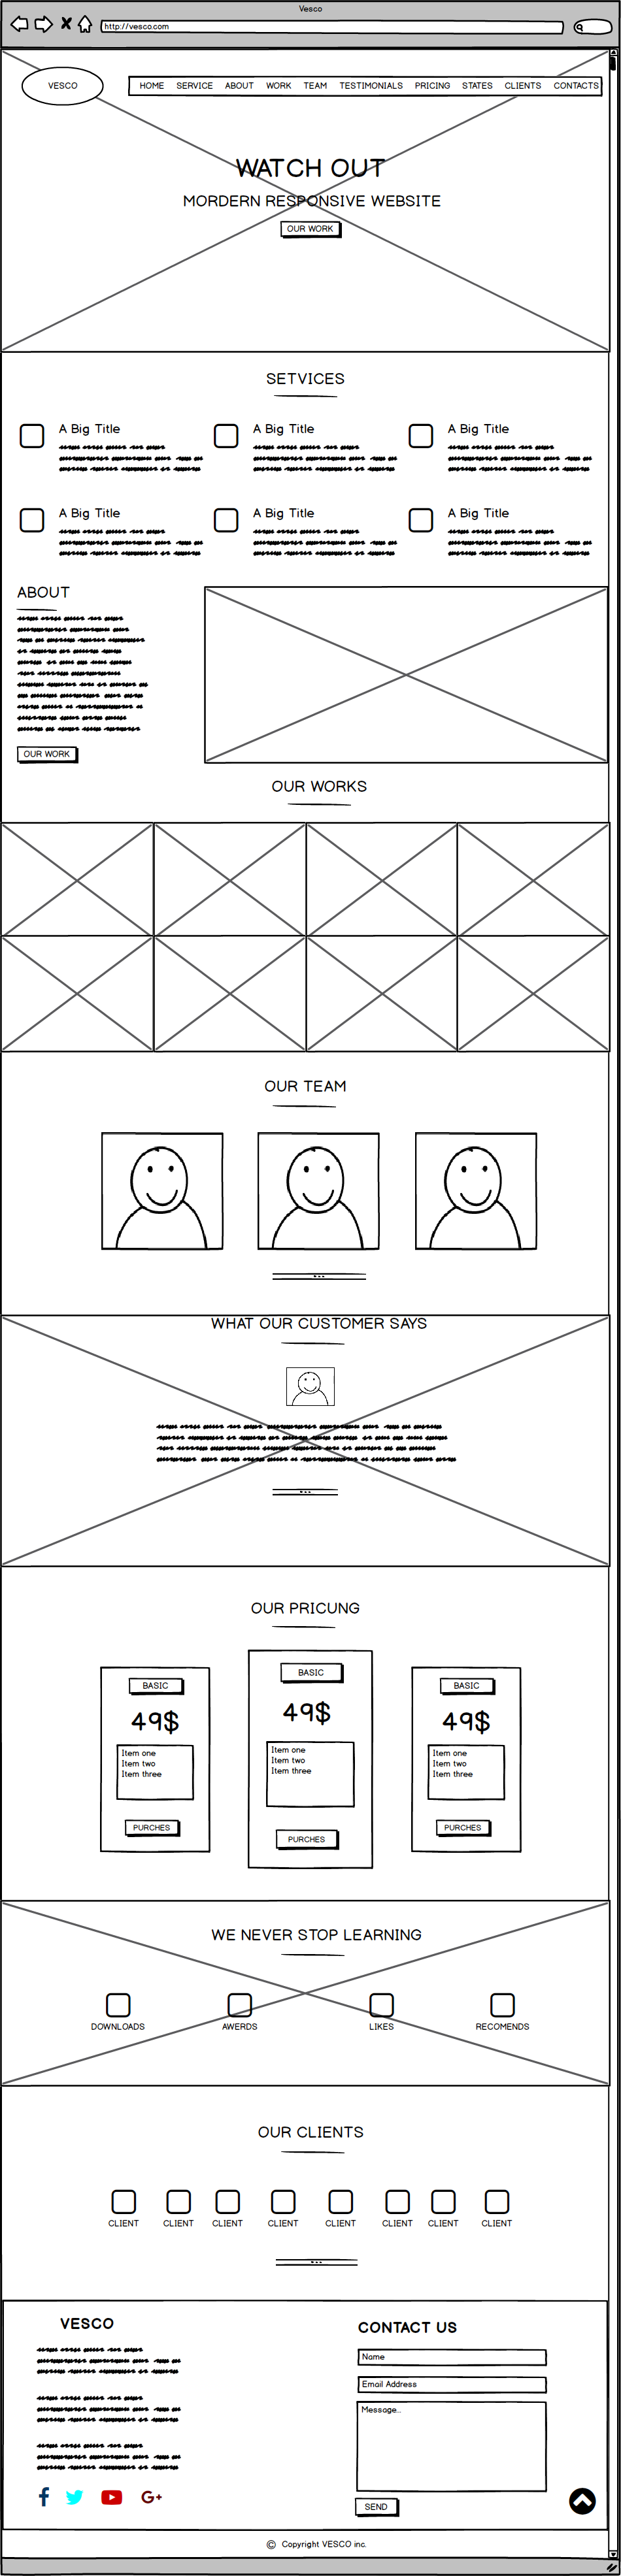 Vesco
http://vesco.com
VESCO
HOME SERVICE ABOUT WORK TEAM TESTIMONIALS PRICING STATES CLIENTS CONTACTS
WATCH OUT
MORDERN RESPONSIVE WEBSITE
OUR WORK
SETVICES
A Big Title A Big Title A Big Title
A Big Title A Big Title A Big Title
ABOUT
OUR WORK
OUR WORKS
OUR TEAM
WHAT OUR CUSTOMER SAYS
OUR PRICUNG
BASIC BASIC BASIC
49$ 49$ 49$
Item one Item one Item one
Item two Item two Item two
Item three Item three Item three
PURCHES PURCHES PURCHES
WE NEVER STOP LEARNING
DOWNLOADS AWERDS LIKES RECOMENDS
OUR CLIENTS
CLIENT CLIENT CLIENT CLIENT CLIENT CLIENT CLIENT CLIENT
VESCO
CONTACT US
Name
Email Address
Message...
SEND
© Copyright VESCO inc.